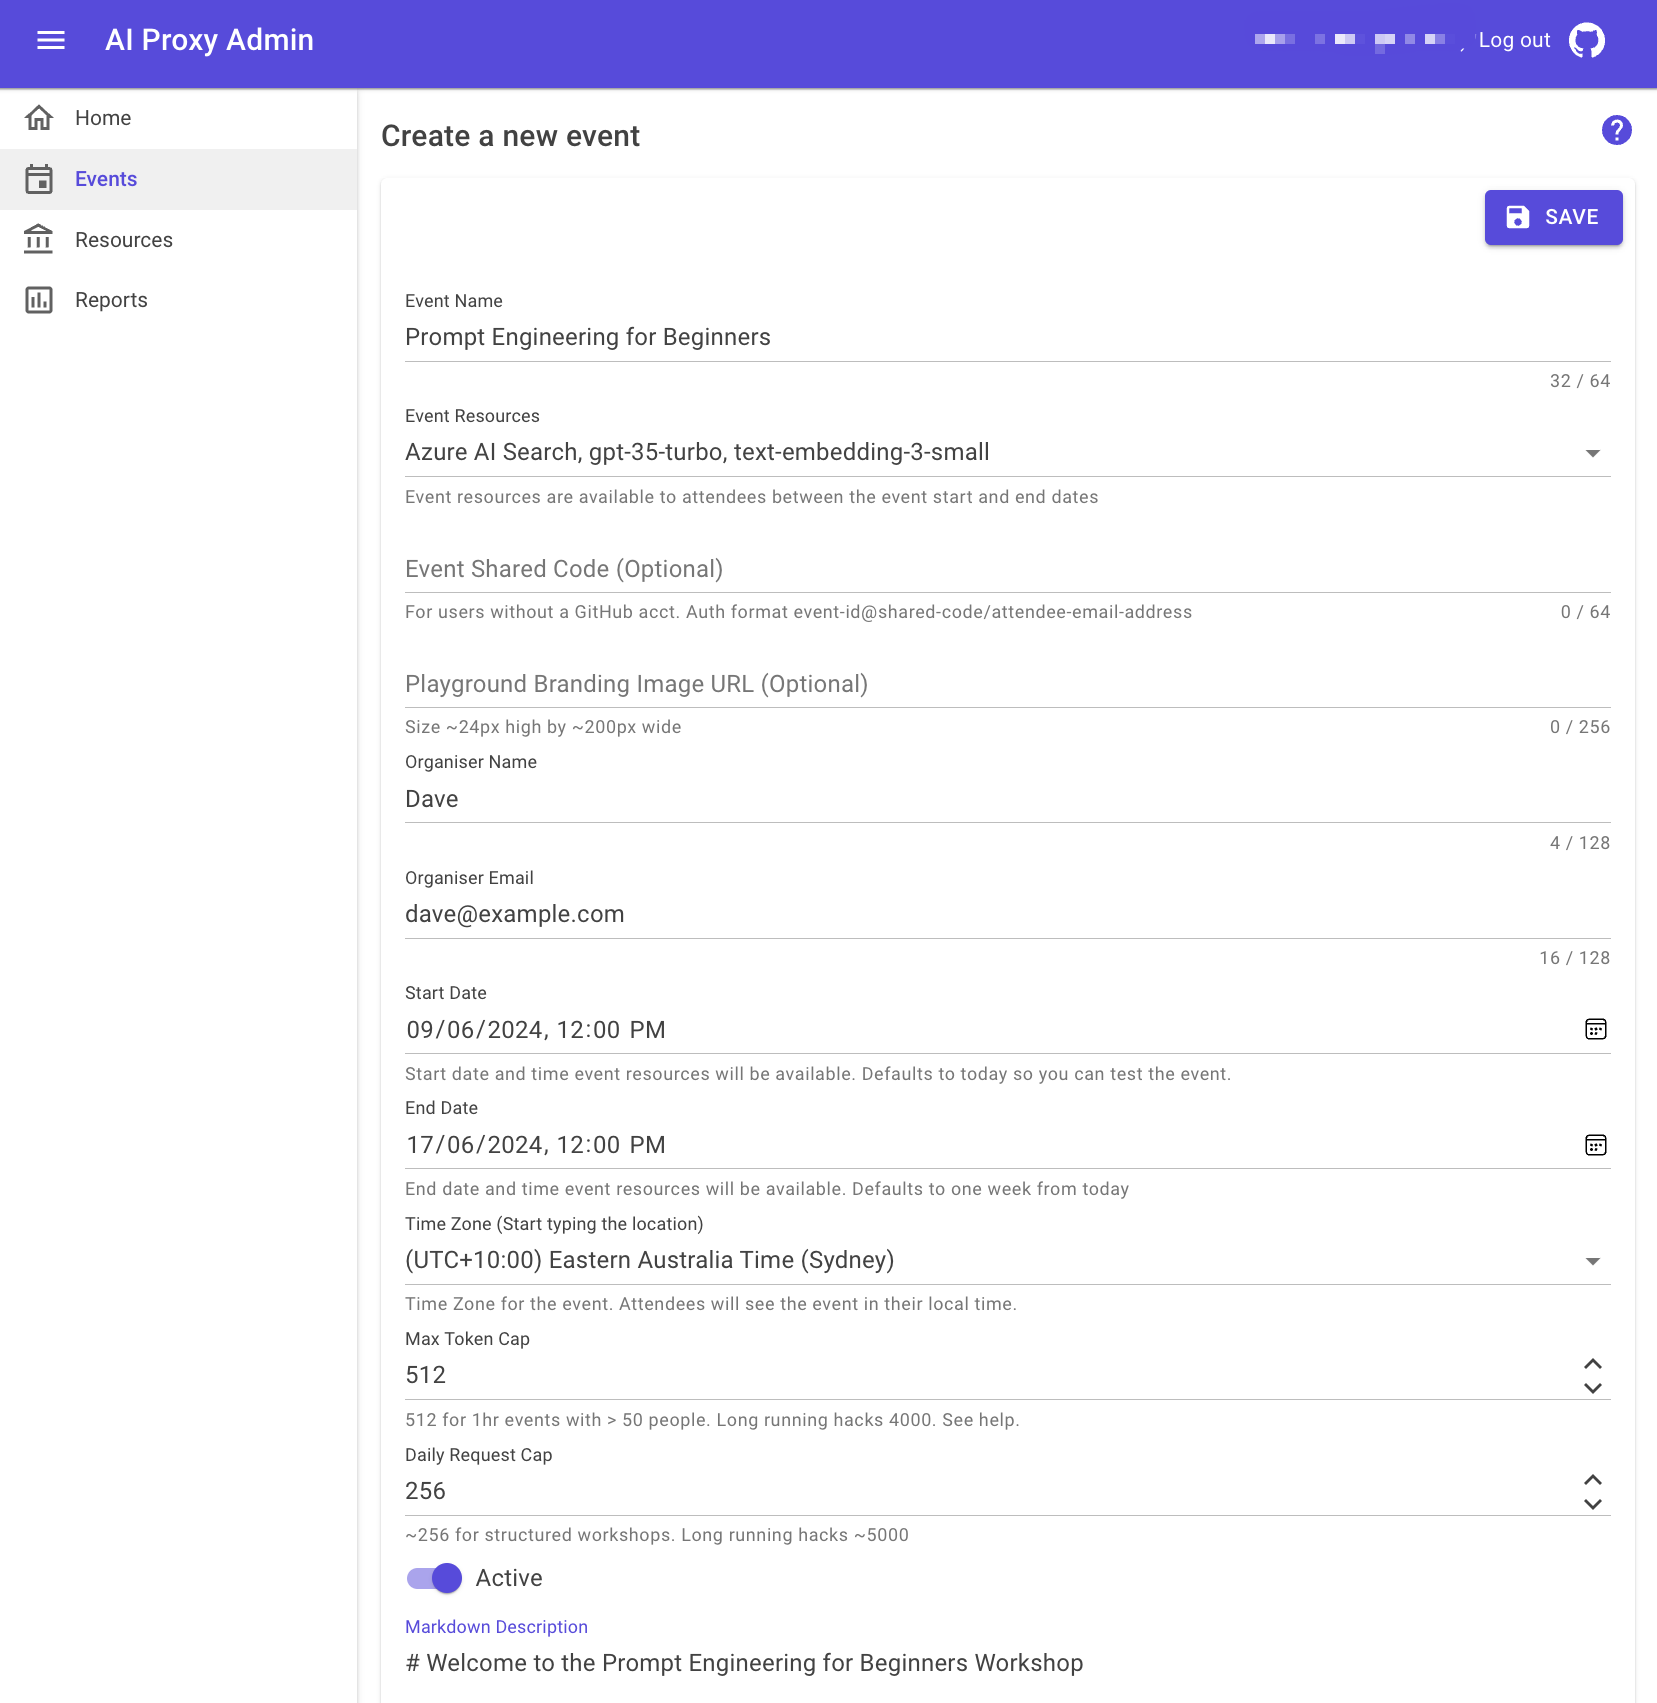 AI Proxy Admin
Log out
Home
Events
Resources
Reports
Create a new event
?
SAVE
Event Name
Prompt Engineering for Beginners
32 / 64
Event Resources
Azure AI Search, gpt-35-turbo, text-embedding-3-small
Event resources are available to attendees between the event start and end dates
Event Shared Code (Optional)
For users without a GitHub acct. Auth format event-id@shared-code/attendee-email-address 0 / 64
Playground Branding Image URL (Optional)
Size ~24px high by ~200px wide 0 / 256
Organiser Name
Dave
4 / 128
Organiser Email
dave@example.com
16 / 128
Start Date
09/06/2024, 12:00 PM
Start date and time event resources will be available. Defaults to today so you can test the event.
End Date
17/06/2024, 12:00 PM
End date and time event resources will be available. Defaults to one week from today
Time Zone (Start typing the location)
(UTC+10:00) Eastern Australia Time (Sydney)
Time Zone for the event. Attendees will see the event in their local time.
Max Token Cap
512
512 for 1hr events with > 50 people. Long running hacks 4000. See help.
Daily Request Cap
256
~256 for structured workshops. Long running hacks ~5000
Active
Markdown Description
# Welcome to the Prompt Engineering for Beginners Workshop